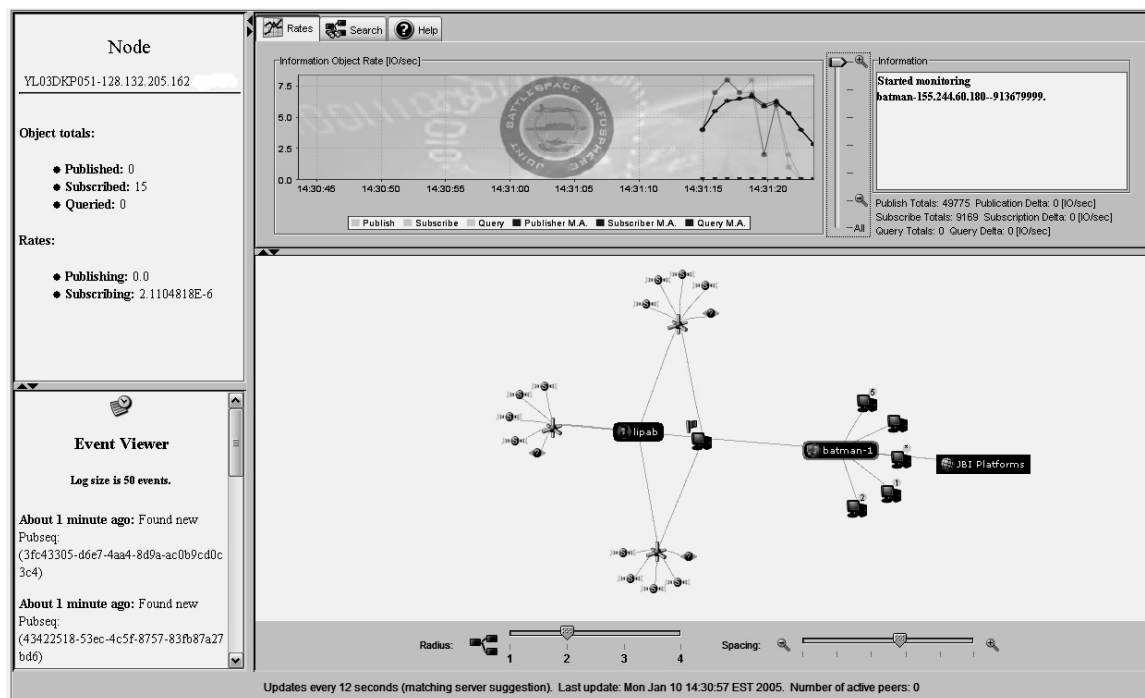 Node
YL03DKP051-128.132.205.162
Object totals:
Published: 0
Subscribed: 15
Queried: 0
Rates:
Publishing: 0.0
Subscribing: 2.1104818E-6
Event Viewer
Log size is 50 events.
About 1 minute ago: Found new
Pubseq:
(3fc43305-d6e7-4aa4-8d9a-ac0b9cd0c
3c4)
About 1 minute ago: Found new
Pubseq:
(43422518-53ec-4c5f-8757-83fb87a27
bd6)
Rates Search ? Help
Information Object Rate [IO/sec]
7.5
5.0
2.5
0.0
14:30:45 14:30:50 14:30:55 14:31:00 14:31:05 14:31:10 14:31:15 14:31:20
JOINT BATTLESPACE INFOSPHERE
Publish Subscribe Query Publisher M.A. Subscriber M.A. Query M.A.
All
Information
Started monitoring
batman-155.244.60.180--913679999.
Publish Totals: 49775 Publication Delta: 0 [IO/sec]
Subscribe Totals: 9169 Subscription Delta: 0 [IO/sec]
Query Totals: 0 Query Delta: 0 [IO/sec]
S S S S ?
S S S S ?
lipab
batman-1
5
1
2
JBI Platforms
S S S S ?
Radius:
1 2 3 4
Spacing:
Updates every 12 seconds (matching server suggestion). Last update: Mon Jan 10 14:30:57 EST 2005. Number of active peers: 0